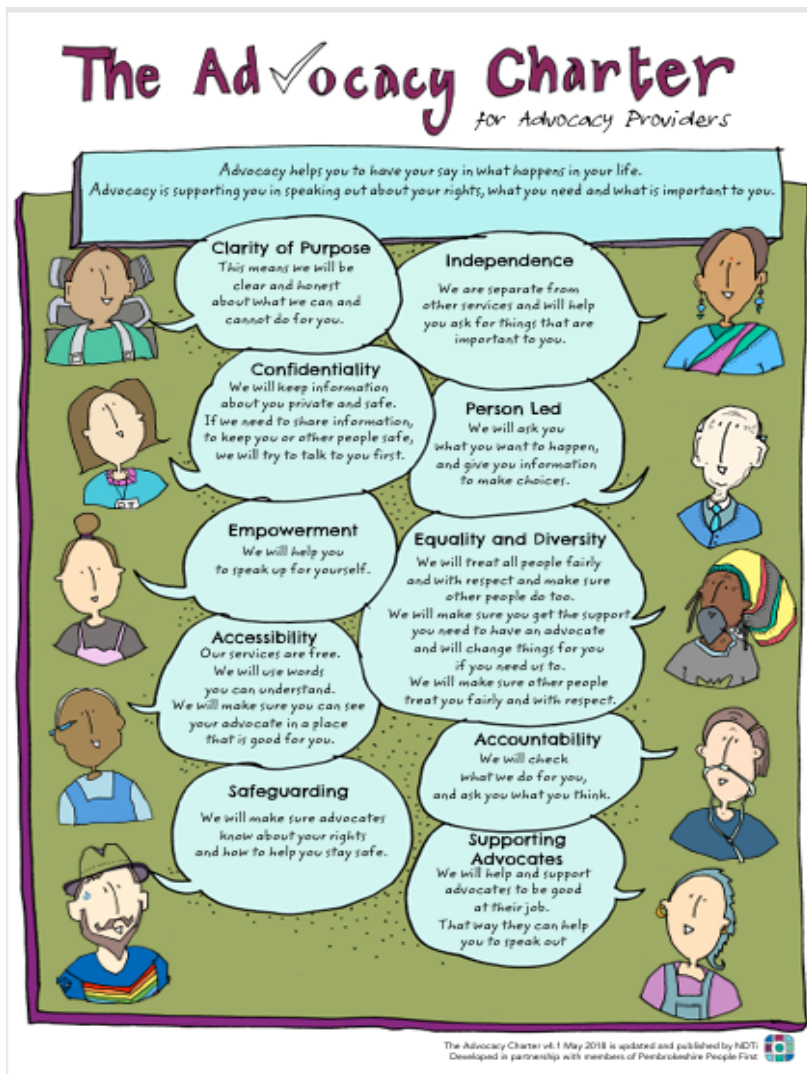 The Advocacy Charter
for Advocacy Providers
Advocacy helps you to have your say in what happens in your life.
Advocacy is supporting you in speaking out about your rights, what you need and what is important to you.
Clarity of Purpose
This means we will be
clear and honest
about what we can and
cannot do for you.
Independence
We are separate from
other services and will help
you ask for things that are
important to you.
Confidentiality
We will keep information
about you private and safe.
If we need to share information,
to keep you or other people safe,
we will try to talk to you first.
Person Led
We will ask you
what you want to happen,
and give you information
to make choices.
Empowerment
We will help you
to speak up for yourself.
Equality and Diversity
We will treat all people fairly
and with respect and make sure
other people do too.
We will make sure you get the support
you need to have an advocate
and will change things for you
if you need us to.
We will make sure other people
treat you fairly and with respect.
Accessibility
Our services are free.
We will use words
you can understand.
We will make sure you can see
your advocate in a place
that is good for you.
Accountability
We will check
what we do for you,
and ask you what you think.
Safeguarding
We will make sure advocates
know about your rights
and how to help you stay safe.
Supporting
Advocates
We will help and support
advocates to be good
at their job.
That way they can help
you to speak out
The Advocacy Charter v4.1 May 2018 is updated and published by NDTi
Developed in partnership with members of Pembrokeshire People First